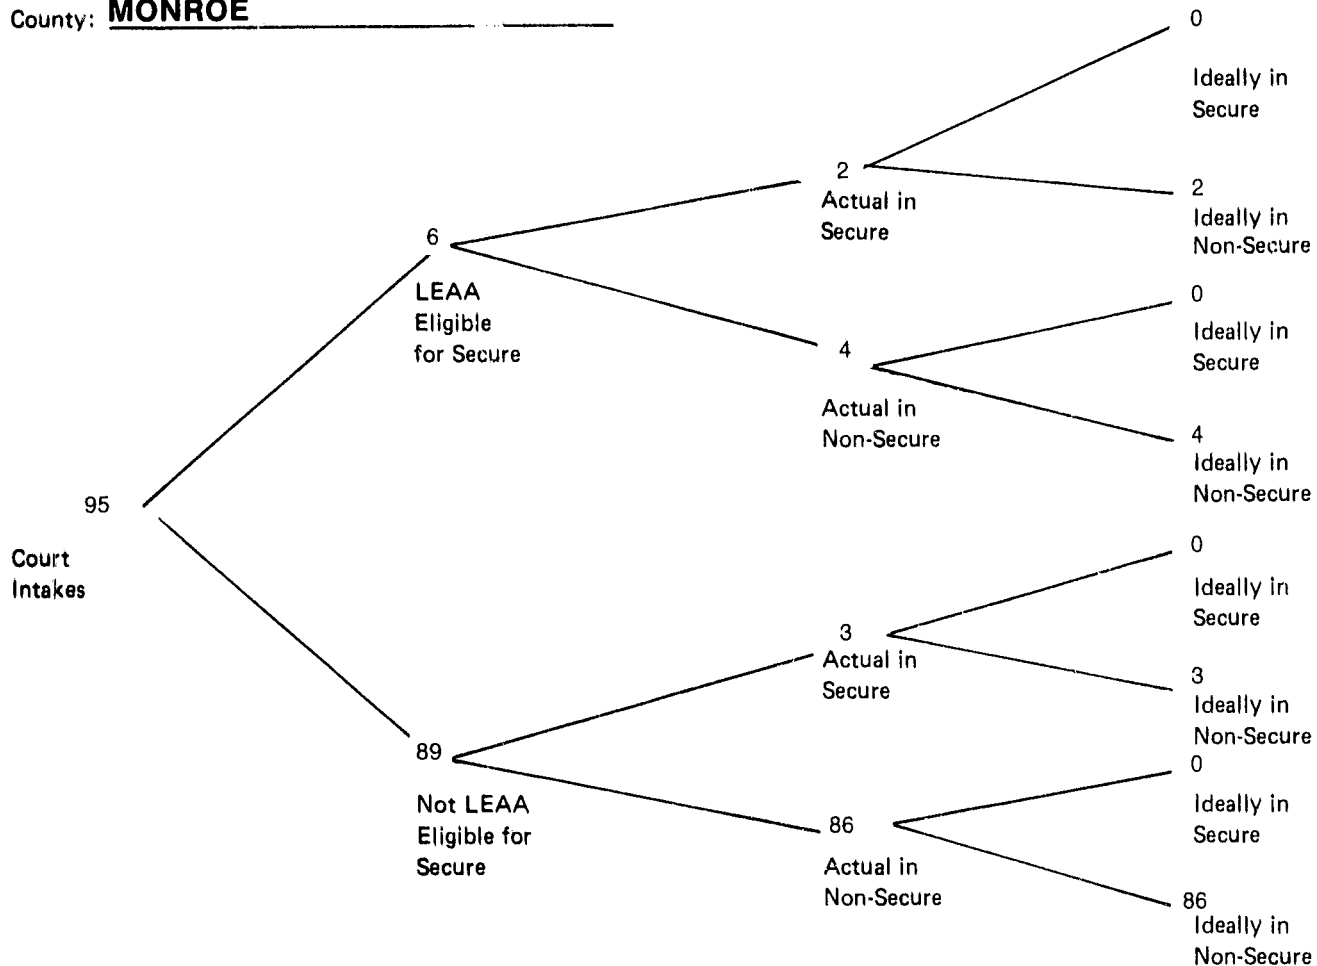 County: MONROE
0
Ideally in
Secure
2
Actual in
Secure
2
Ideally in
Non-Secure
6
LEAA
Eligible
for Secure
0
Ideally in
Secure
4
Actual in
Non-Secure
4
Ideally in
Non-Secure
95
Court
Intakes
0
Ideally in
Secure
3
Actual in
Secure
3
Ideally in
Non-Secure
89
Not LEAA
Eligible for
Secure
0
Ideally in
Secure
86
Actual in
Non-Secure
86
Ideally in
Non-Secure